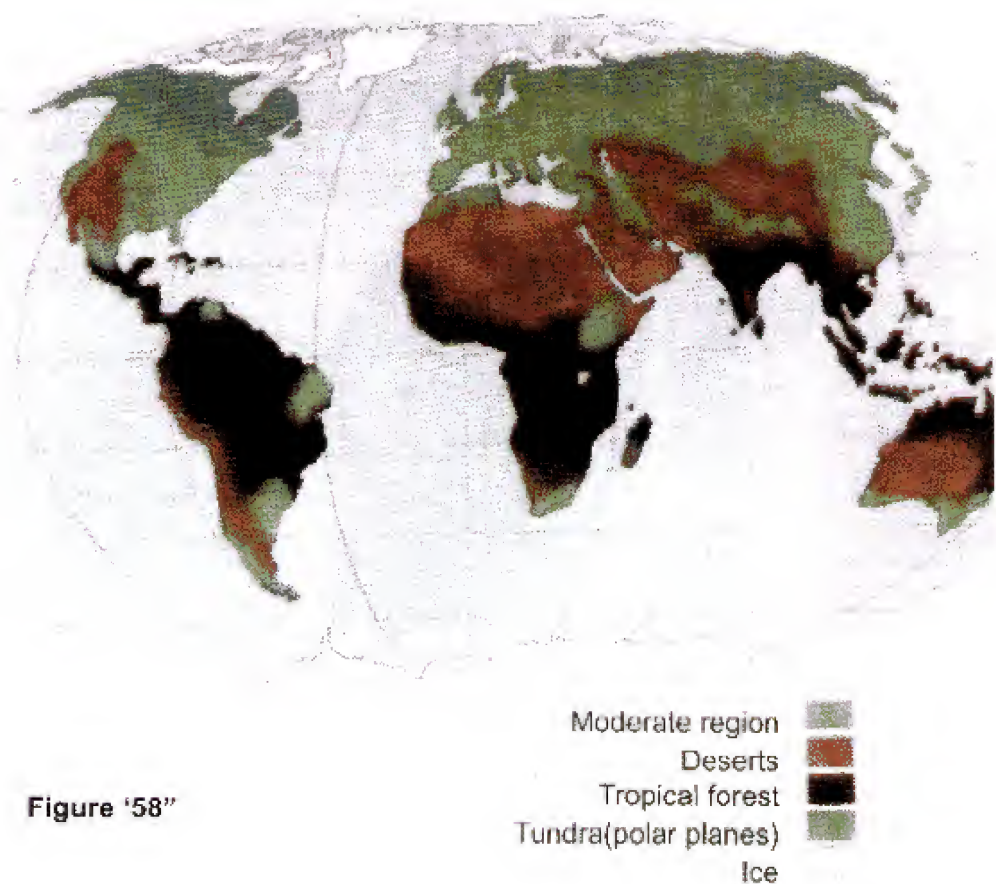 Moderate region
Deserts
Tropical forest
Tundra(polar planes)
Ice
Figure ‘58”